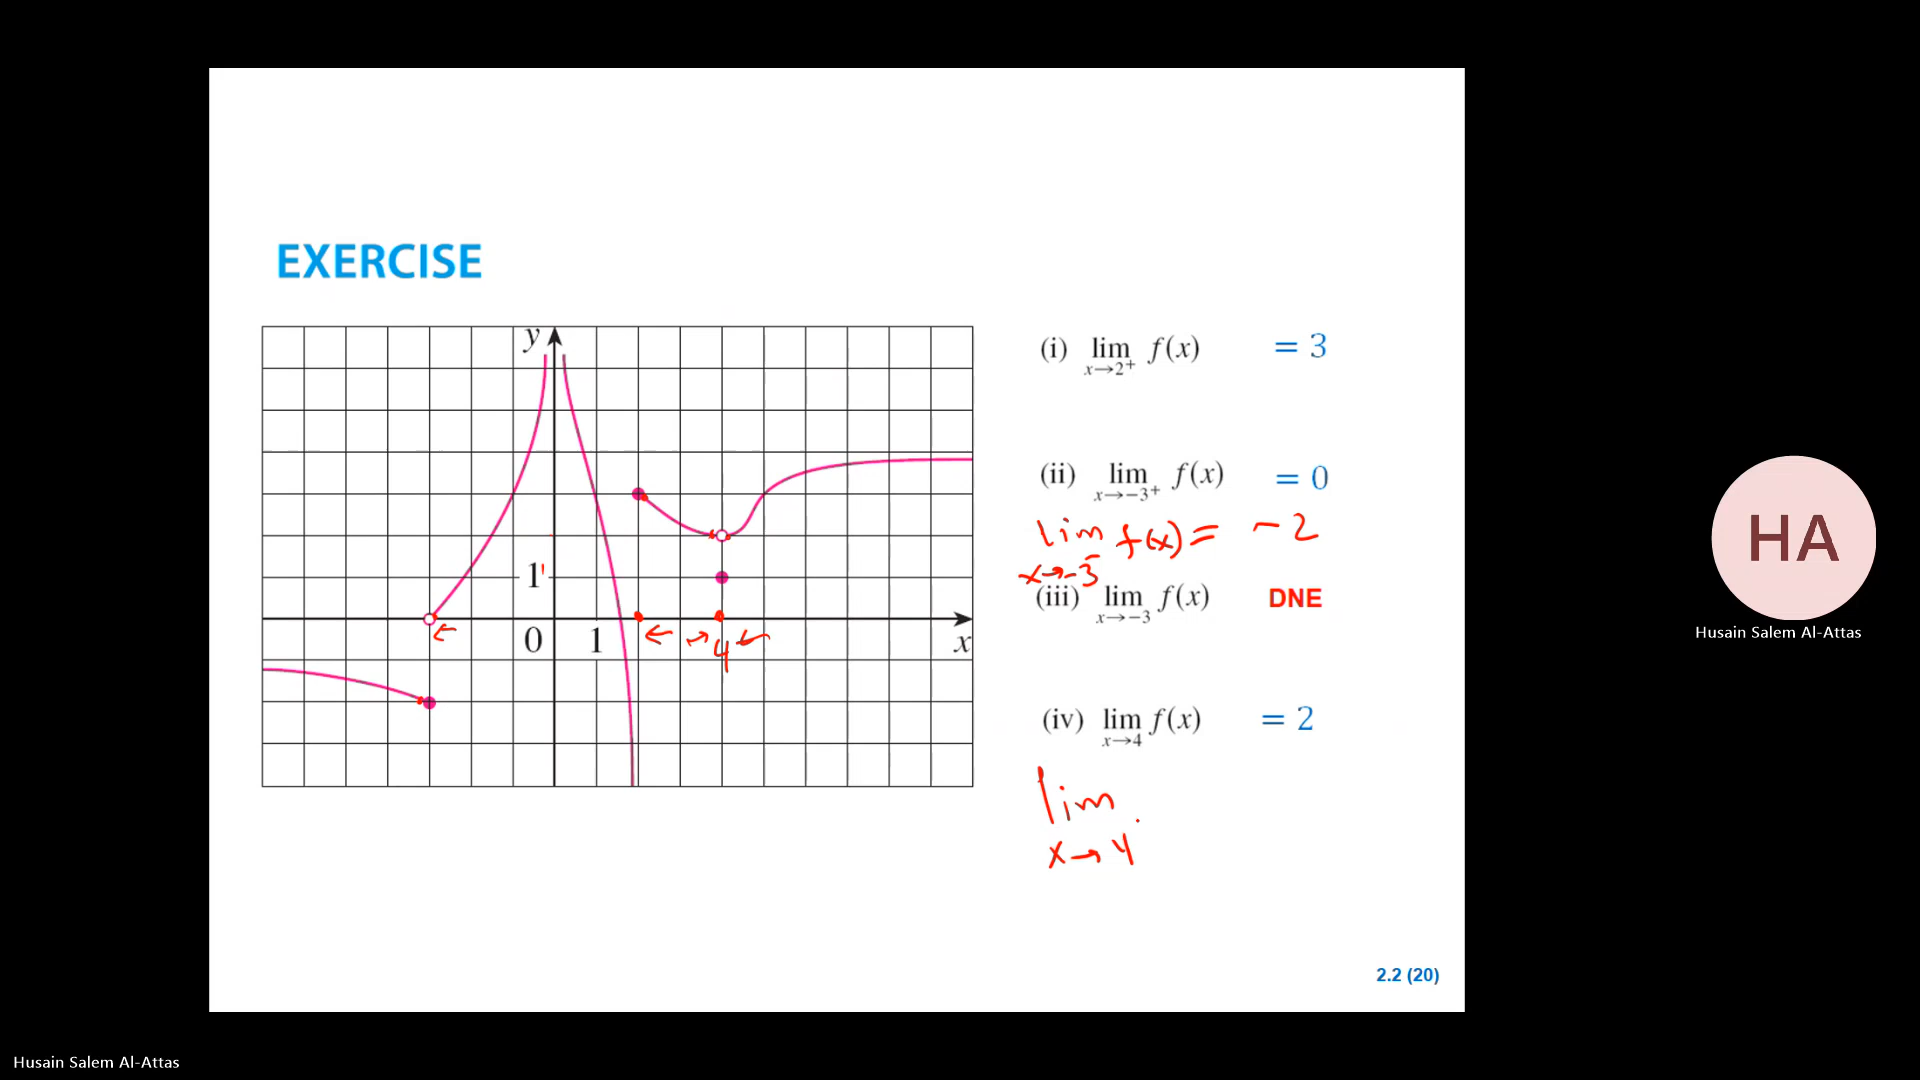 EXERCISE
y
1
0
1
x
4
(i) lim x→2⁺ f(x) = 3
(ii) lim x→−3⁺ f(x) = 0
lim x→-3⁻ f(x) = -2
(iii) lim x→−3 f(x) DNE
(iv) lim x→4 f(x) = 2
lim
x→4
2.2 (20)
HA
Husain Salem Al-Attas
Husain Salem Al-Attas